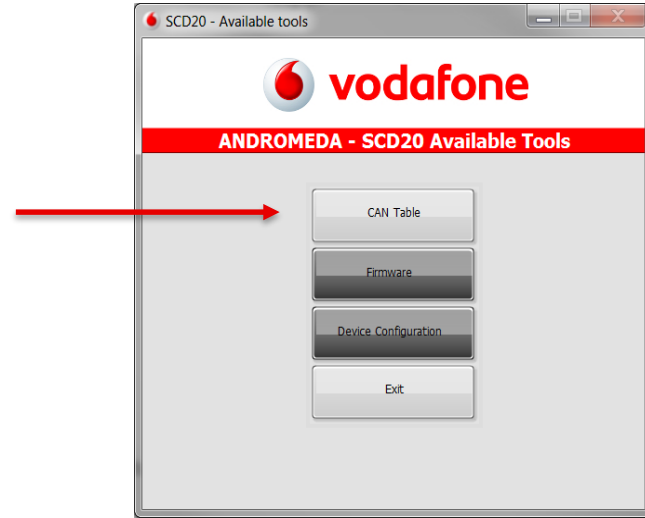 SCD20 - Available tools
vodafone
ANDROMEDA - SCD20 Available Tools
CAN Table
Firmware
Device Configuration
Exit